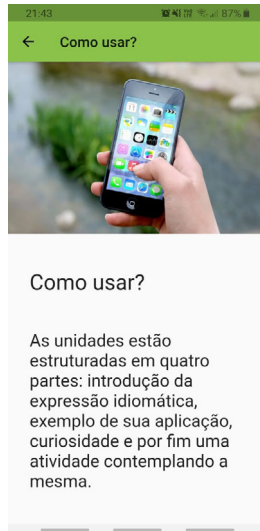 21:43
87%
Como usar?
Como usar?
As unidades estão
estruturadas em quatro
partes: introdução da
expressão idiomática,
exemplo de sua aplicação,
curiosidade e por fim uma
atividade contemplando a
mesma.